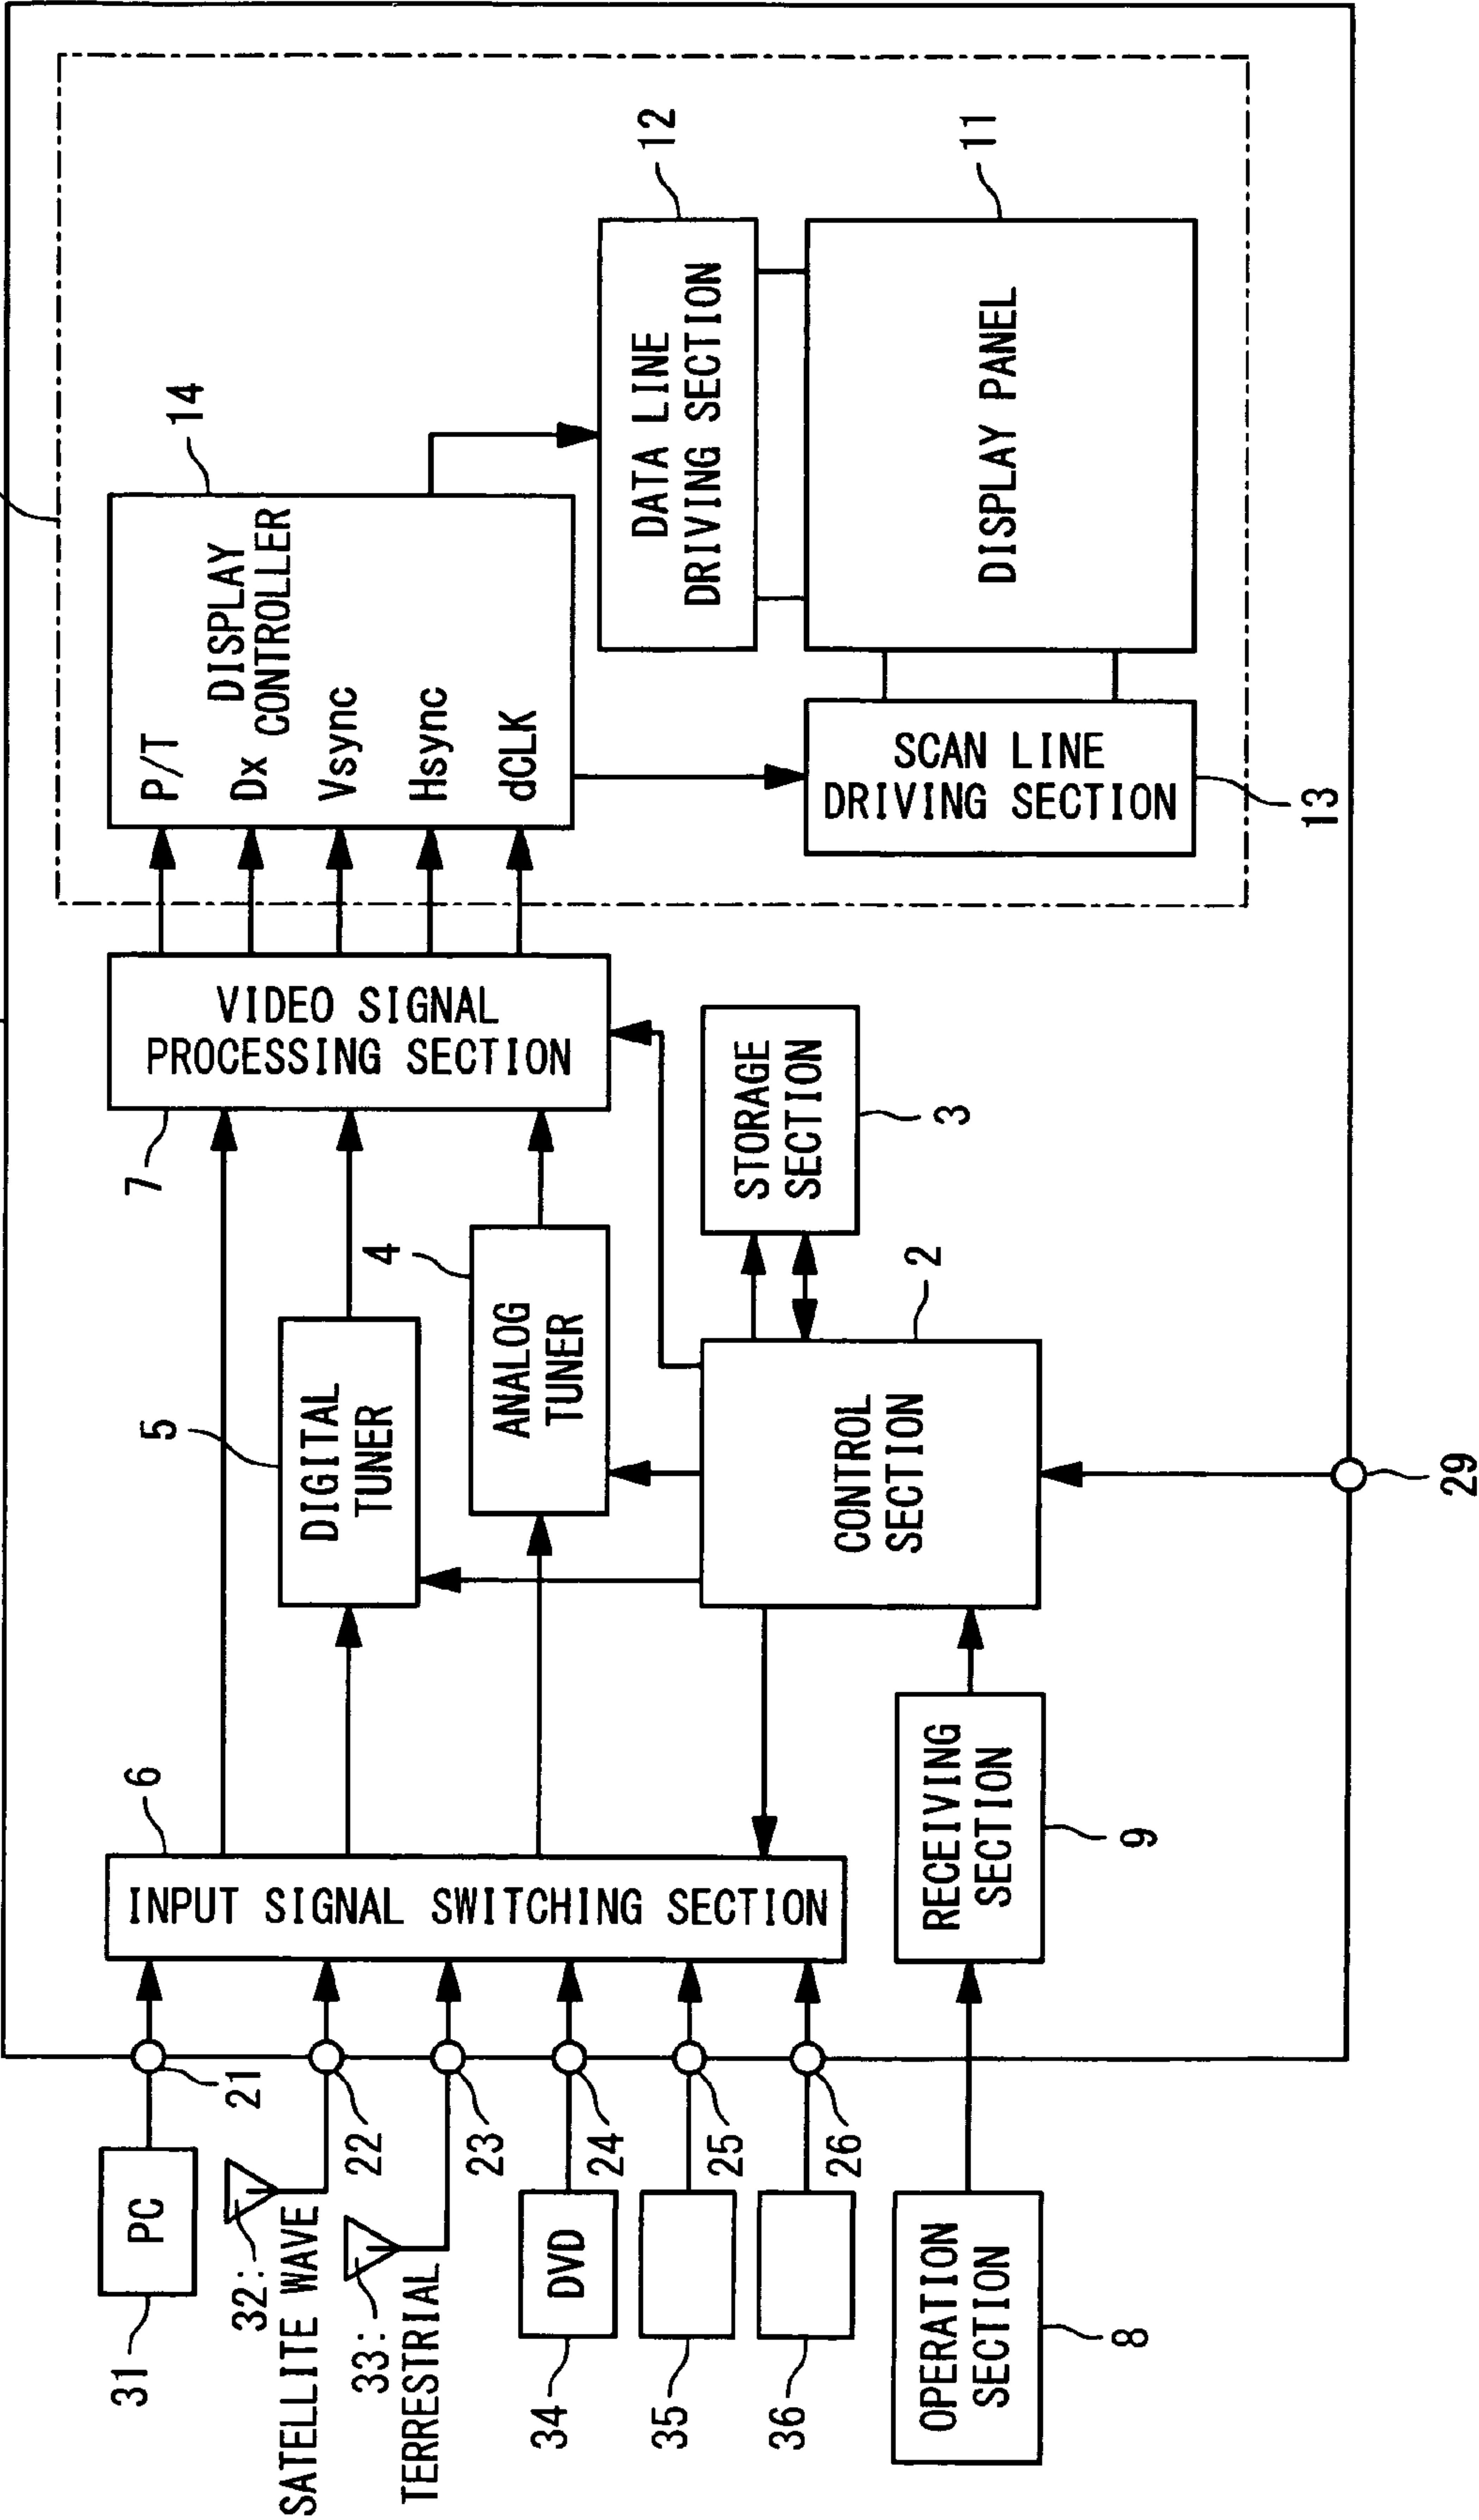 31
PC
21
32:
SATELLITE WAVE
22
33:
TERRESTRIAL
23
34
DVD
24
35
25
36
26
OPERATION
SECTION
8
6
INPUT SIGNAL SWITCHING SECTION
RECEIVING
SECTION
9
5
DIGITAL
TUNER
4
ANALOG
TUNER
CONTROL
SECTION
2
29
7
VIDEO SIGNAL
PROCESSING SECTION
STORAGE
SECTION
3
14
P/T
DISPLAY
CONTROLLER
Dx
Vsync
Hsync
dCLK
12
DATA LINE
DRIVING SECTION
11
DISPLAY PANEL
SCAN LINE
DRIVING SECTION
13